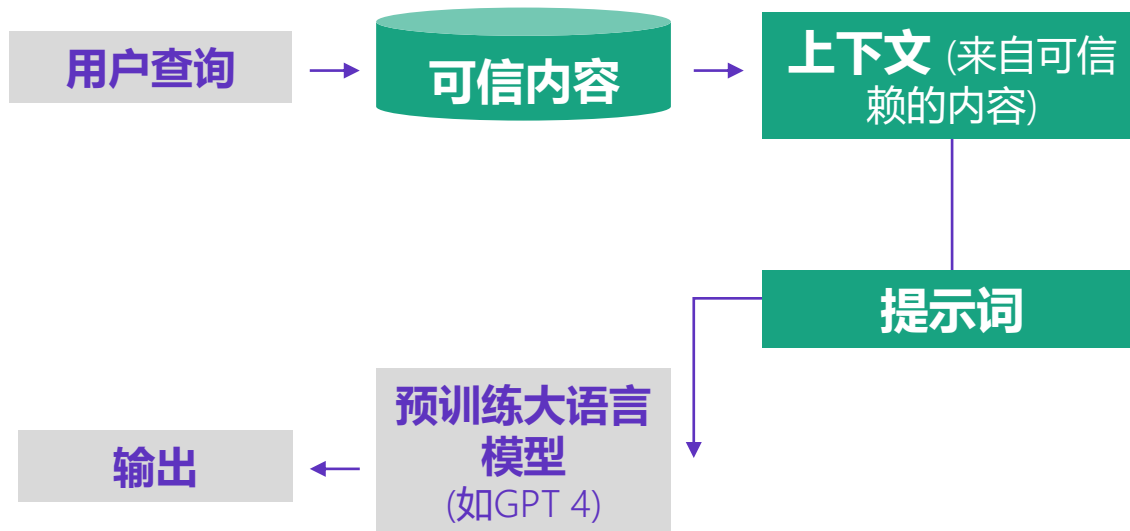 用户查询
可信内容
上下文 (来自可信
赖的内容)
提示词
预训练大语言
模型
(如GPT 4)
输出